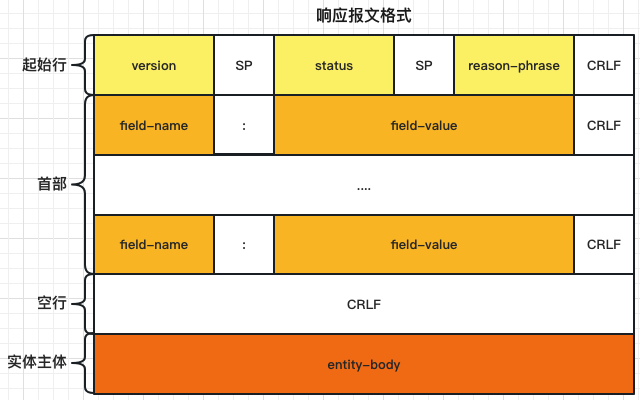 响应报文格式
起始行 version SP status SP reason-phrase CRLF
field-name : field-value CRLF
首部 ....
field-name : field-value CRLF
空行 CRLF
实体主体 entity-body